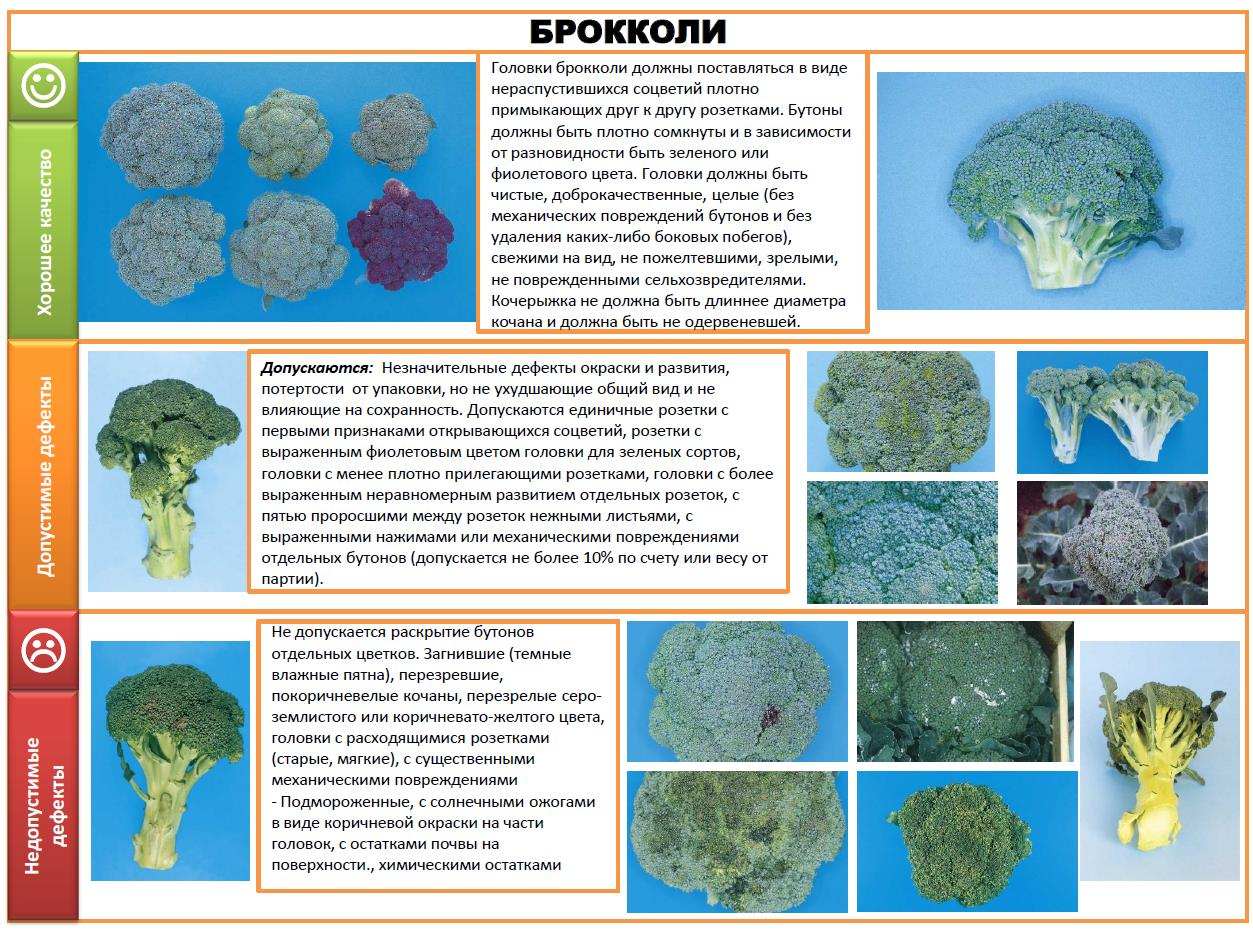 БРОККОЛИ
Хорошее качество
Головки брокколи должны поставляться в виде
нераспустившихся соцветий плотно
примыкающих друг к другу розетками. Бутоны
должны быть плотно сомкнуты и в зависимости
от разновидности быть зеленого или
фиолетового цвета. Головки должны быть
чистые, доброкачественные, целые (без
механических повреждений бутонов и без
удаления каких-либо боковых побегов),
свежими на вид, не пожелтевшими, зрелыми,
не поврежденными сельхозвредителями.
Кочерыжка не должна быть длиннее диаметра
кочана и должна быть не одервеневшей.
Допустимые дефекты
Допускаются: Незначительные дефекты окраски и развития,
потертости от упаковки, но не ухудшающие общий вид и не
влияющие на сохранность. Допускаются единичные розетки с
первыми признаками открывающихся соцветий, розетки с
выраженным фиолетовым цветом головки для зеленых сортов,
головки с менее плотно прилегающими розетками, головки с более
выраженным неравномерным развитием отдельных розеток, с
пятью проросшими между розеток нежными листьями, с
выраженными нажимами или механическими повреждениями
отдельных бутонов (допускается не более 10% по счету или весу от
партии).
Недопустимые
дефекты
Не допускается раскрытие бутонов
отдельных цветков. Загнившие (темные
влажные пятна), перезревшие,
покоричневелые кочаны, перезрелые серо-
землистого или коричневато-желтого цвета,
головки с расходящимися розетками
(старые, мягкие), с существенными
механическими повреждениями
- Подмороженные, с солнечными ожогами
в виде коричневой окраски на части
головок, с остатками почвы на
поверхности., химическими остатками